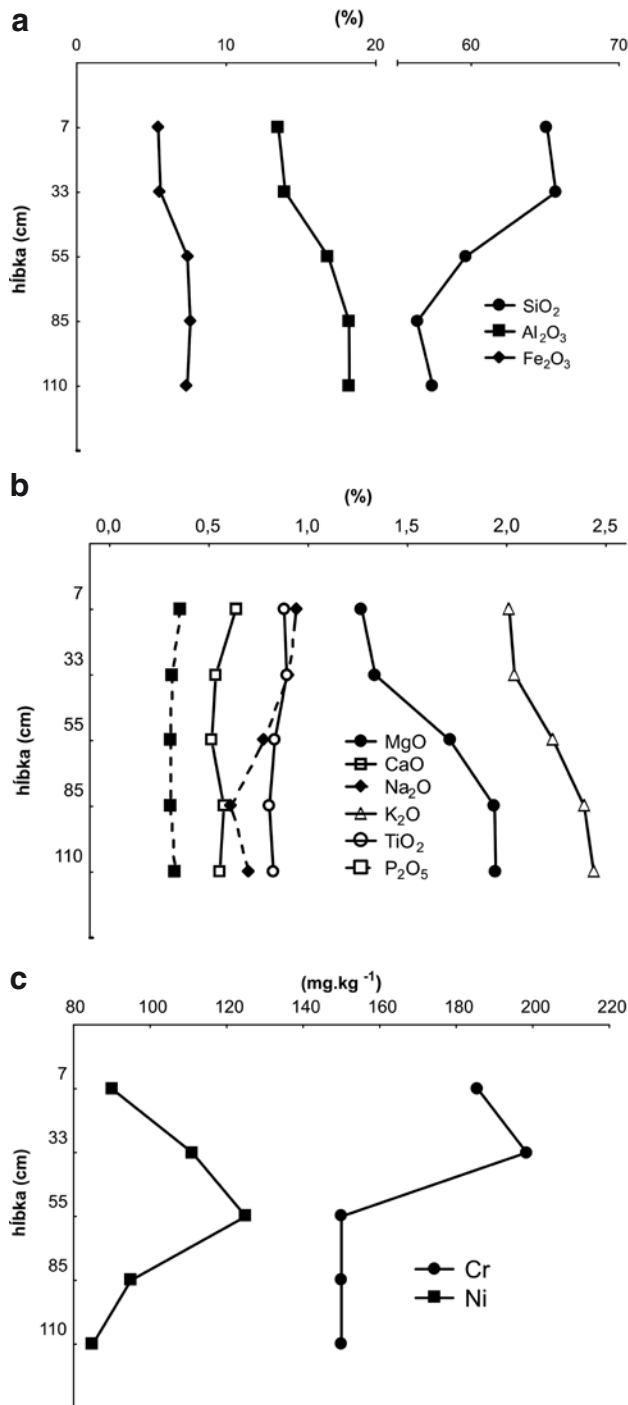 a
(%)
0 10 20 60 70
7
33
55
85
110
hĺbka (cm)
SiO₂
Al₂O₃
Fe₂O₃
b
(%)
0,0 0,5 1,0 1,5 2,0 2,5
7
33
55
85
110
hĺbka (cm)
MgO
CaO
Na₂O
K₂O
TiO₂
P₂O₅
c
(mg.kg ⁻¹)
80 100 120 140 160 180 200 220
7
33
55
85
110
hĺbka (cm)
Cr
Ni